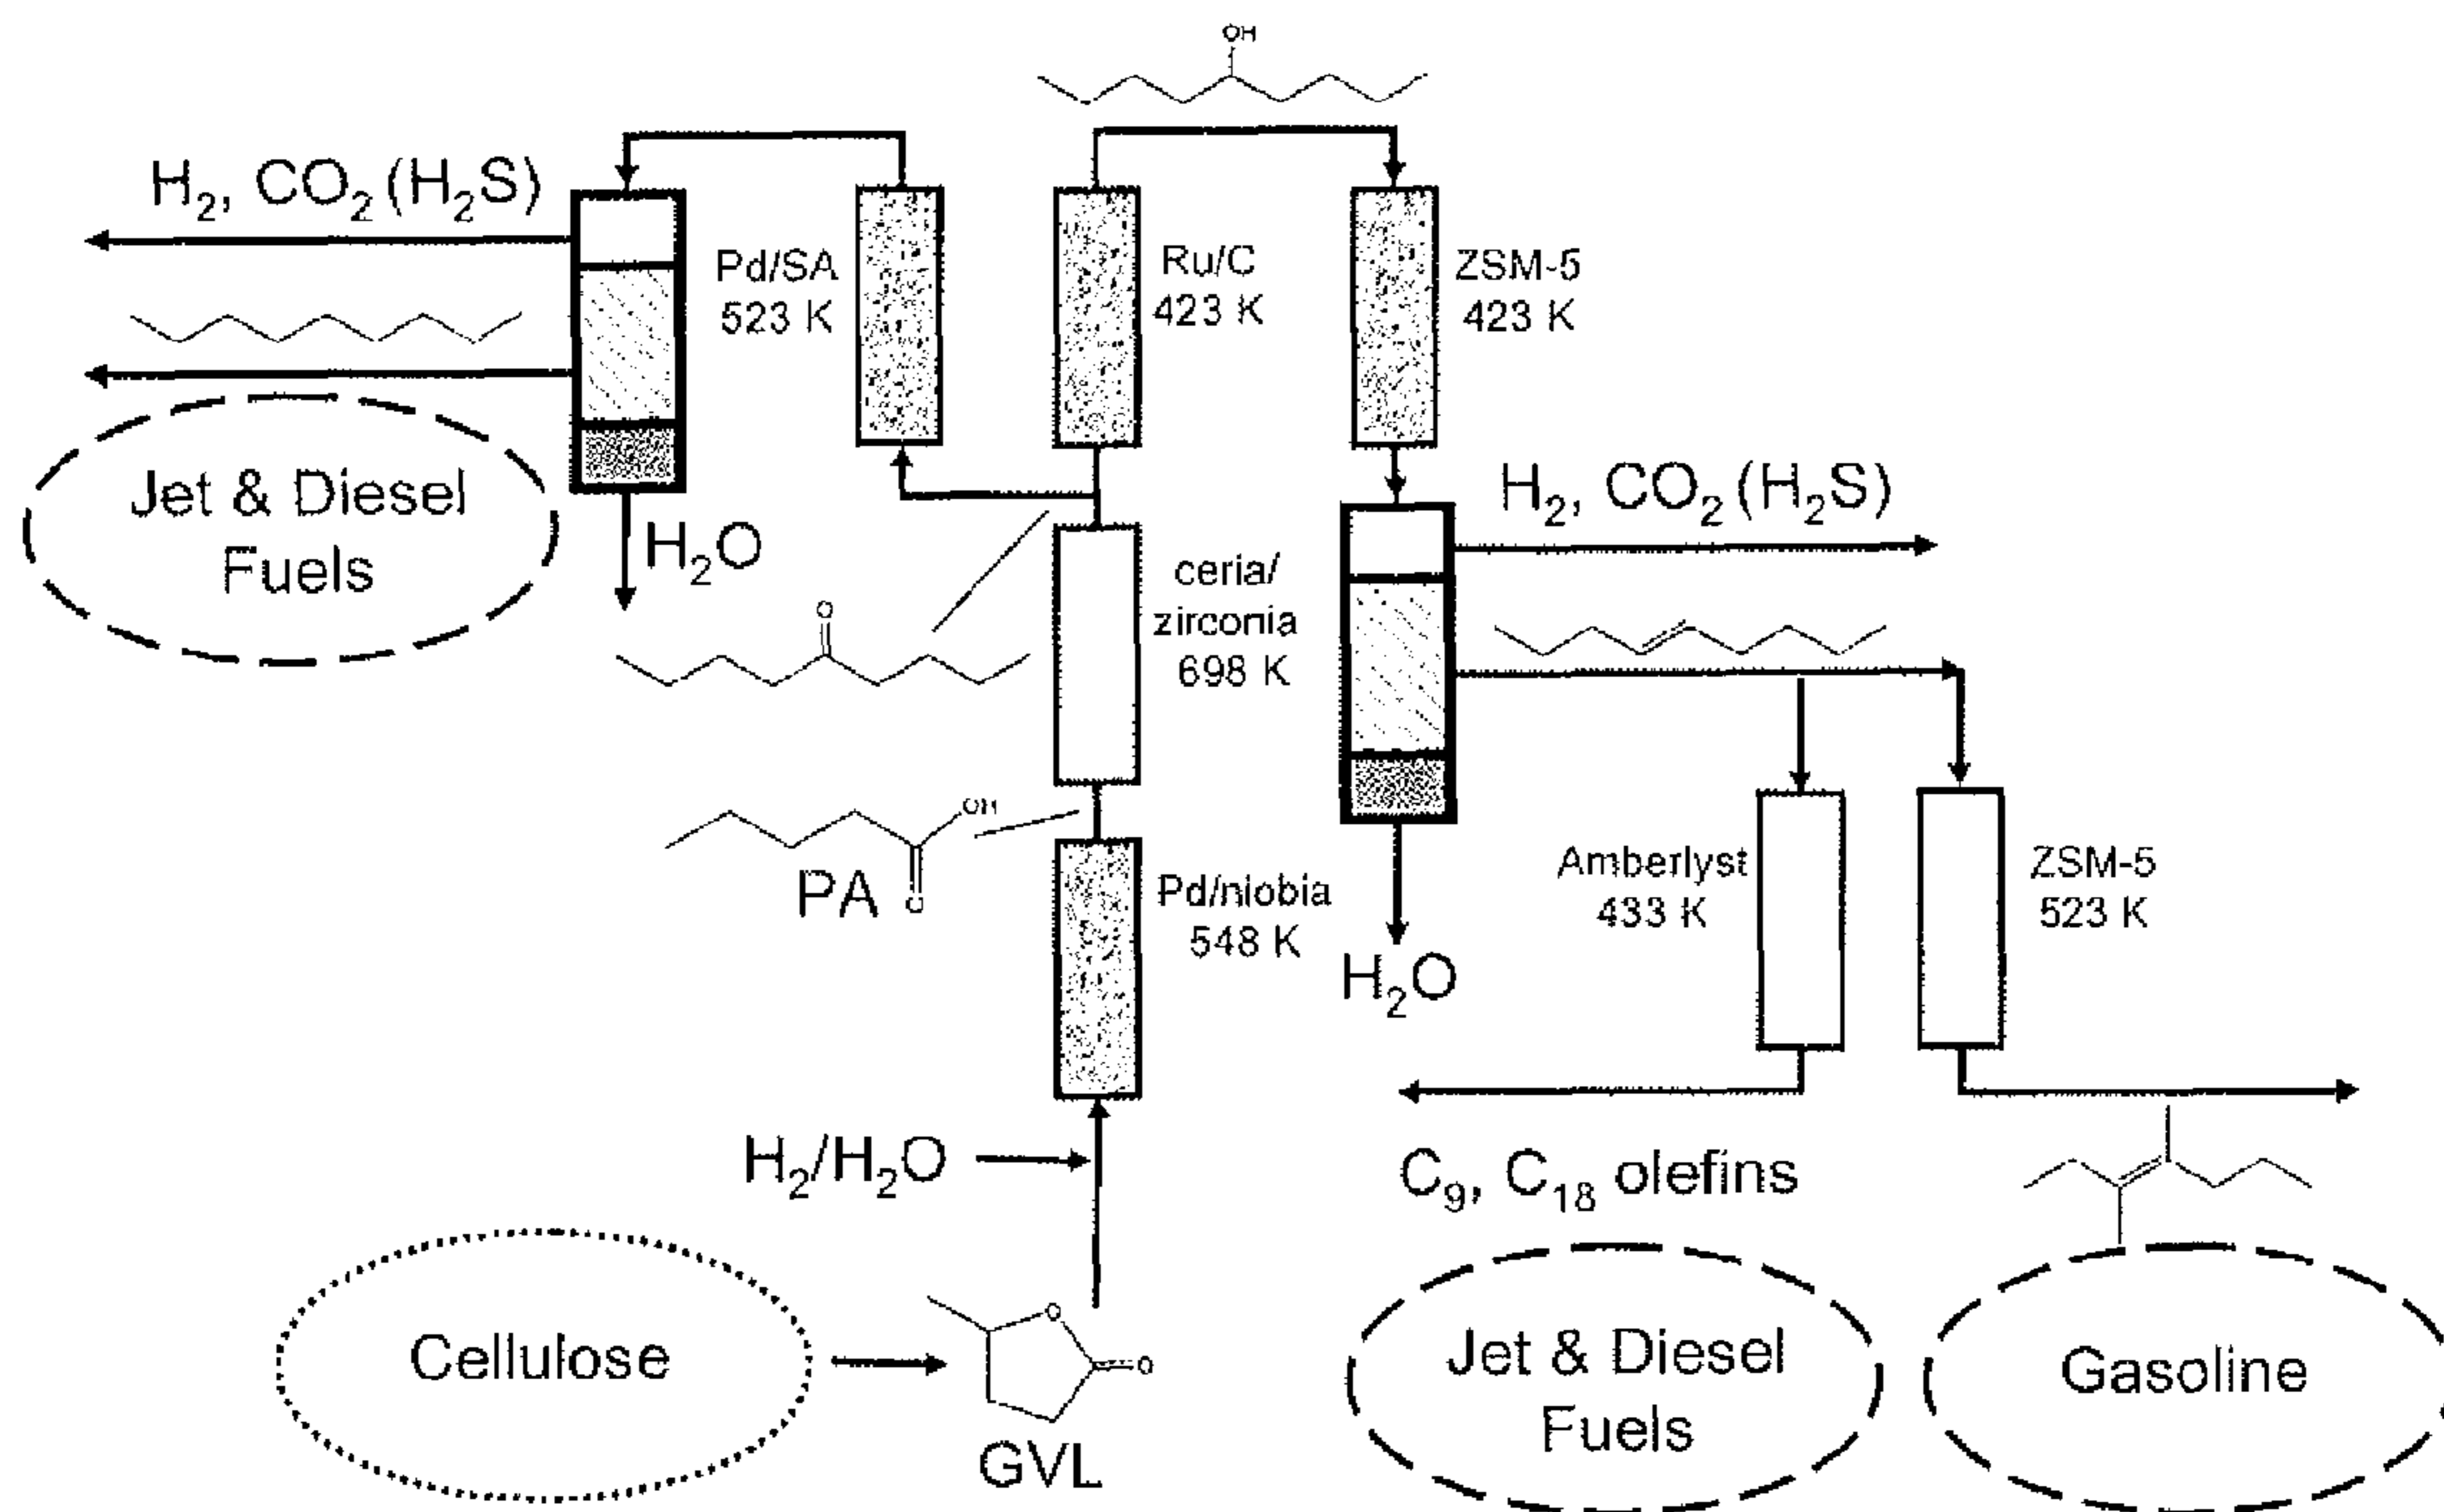 OH
H₂, CO₂ (H₂S)
Pd/SA
523 K
Ru/C
423 K
ZSM-5
423 K
Jet & Diesel
Fuels
H₂O
H₂, CO₂ (H₂S)
ceria/
zirconia
698 K
O
OH
O
PA
Pd/niobia
548 K
Amberlyst
433 K
ZSM-5
523 K
H₂O
H₂/H₂O
C₉, C₁₈ olefins
Cellulose
O
O
GVL
Jet & Diesel
Fuels
Gasoline